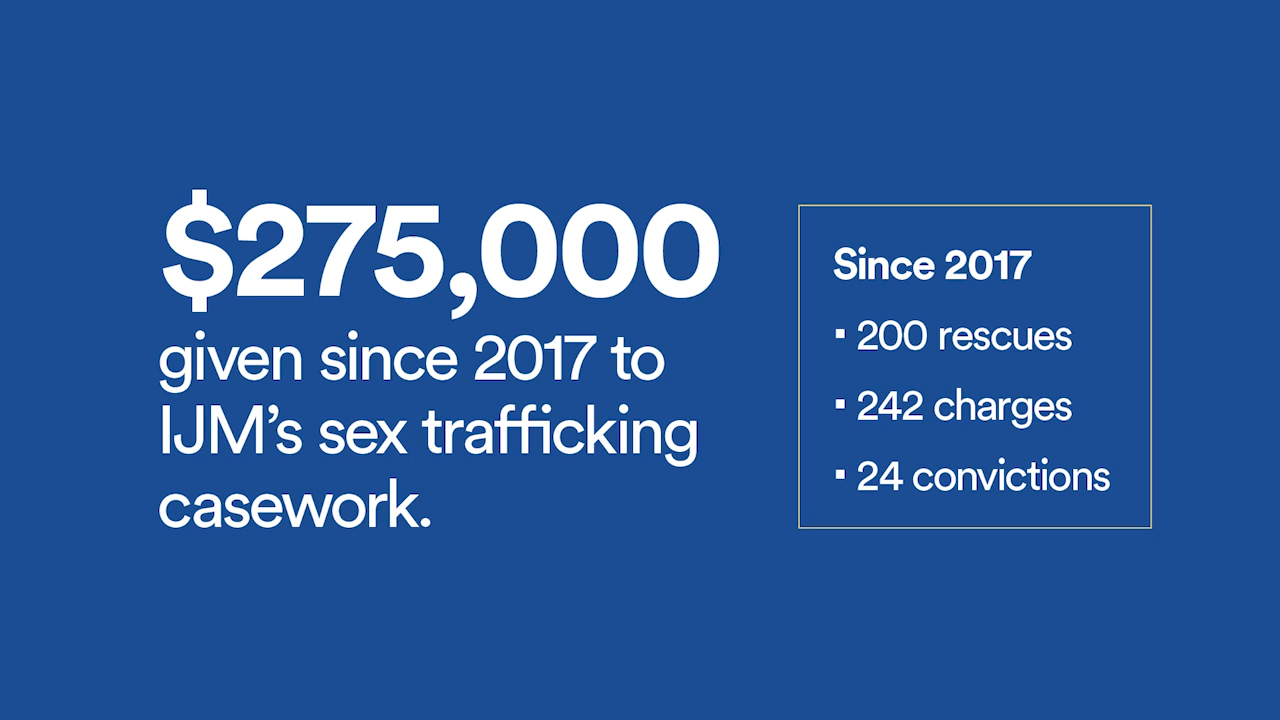 $275,000
given since 2017 to
IJM’s sex trafficking
casework.
Since 2017
▪ 200 rescues
▪ 242 charges
▪ 24 convictions